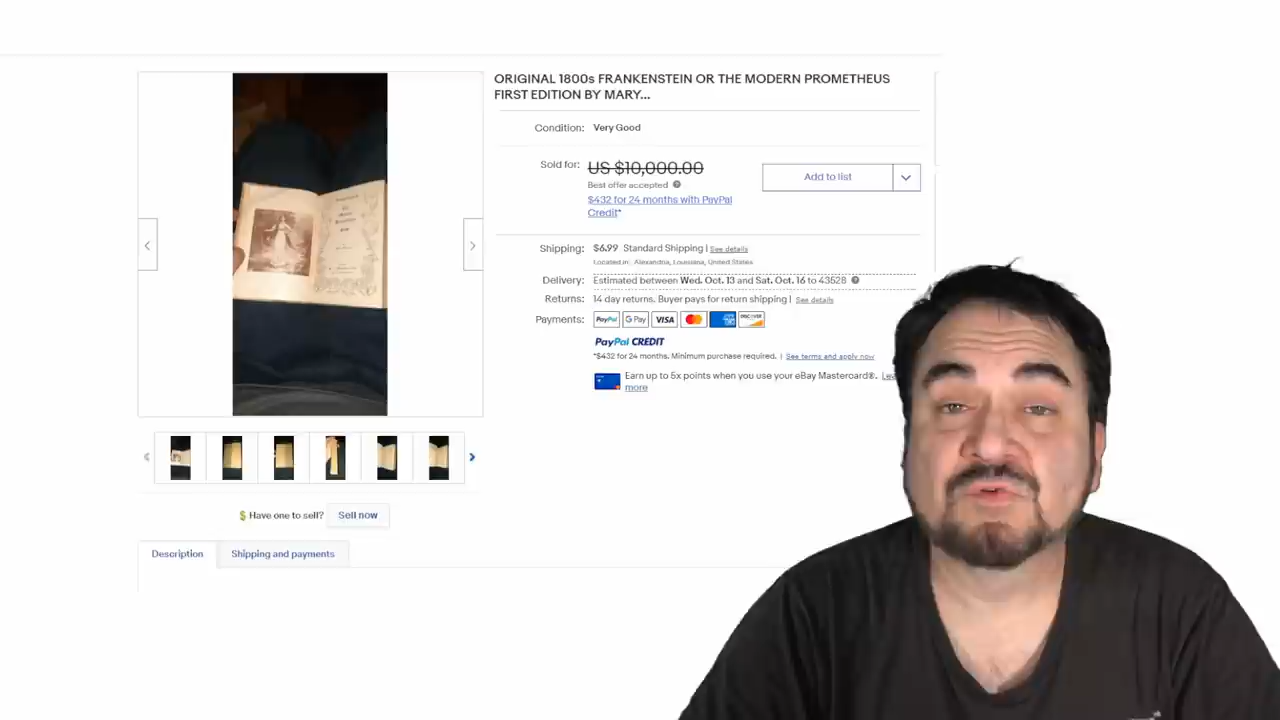 ORIGINAL 1800s FRANKENSTEIN OR THE MODERN PROMETHEUS
FIRST EDITION BY MARY...
Condition: Very Good
Sold for: US $10,000.00
Best offer accepted
$432 for 24 months with PayPal
Credit*
Add to list
Shipping: $6.99 Standard Shipping | See details
Located in: Alexandria, Louisiana, United States
Delivery: Estimated between Wed. Oct. 13 and Sat. Oct. 16 to 43528
Returns: 14 day returns. Buyer pays for return shipping | See details
Payments: PayPal G Pay VISA MasterCard DISCOVER
PayPal CREDIT
*$432 for 24 months. Minimum purchase required. | See terms and apply now
Earn up to 5x points when you use your eBay Mastercard®.
more
$ Have one to sell? Sell now
Description Shipping and payments